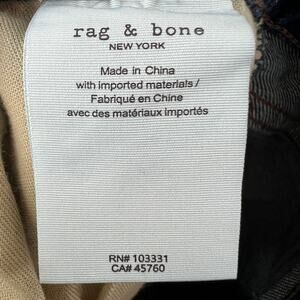 rag & bone
NEW YORK
Made in China
with imported materials /
Fabriqué en Chine
avec des matériaux importés
RN# 103331
CA# 45760